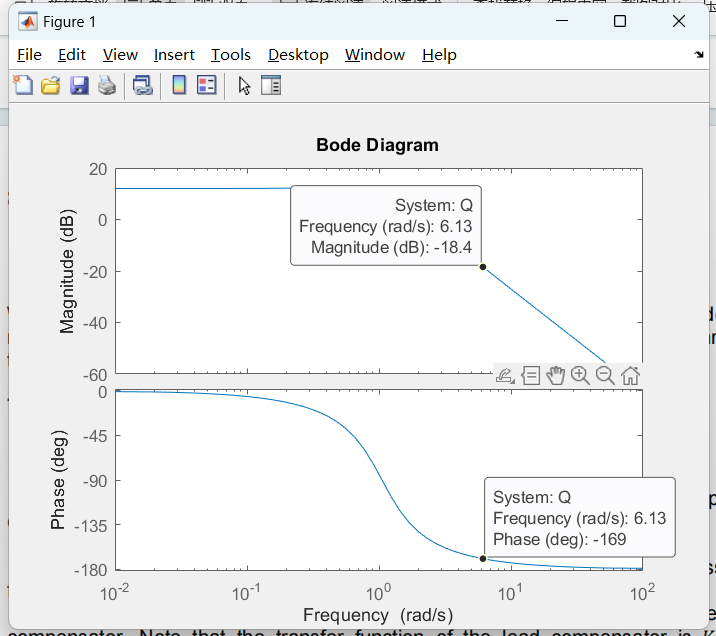 Figure 1
File Edit View Insert Tools Desktop Window Help
Bode Diagram
Magnitude (dB)
20
0
-20
-40
-60
System: Q
Frequency (rad/s): 6.13
Magnitude (dB): -18.4
Phase (deg)
0
-45
-90
-135
-180
System: Q
Frequency (rad/s): 6.13
Phase (deg): -169
10-2 10-1 100 101 102
Frequency (rad/s)
compensator. Note that the transfer function of the lead compensator is